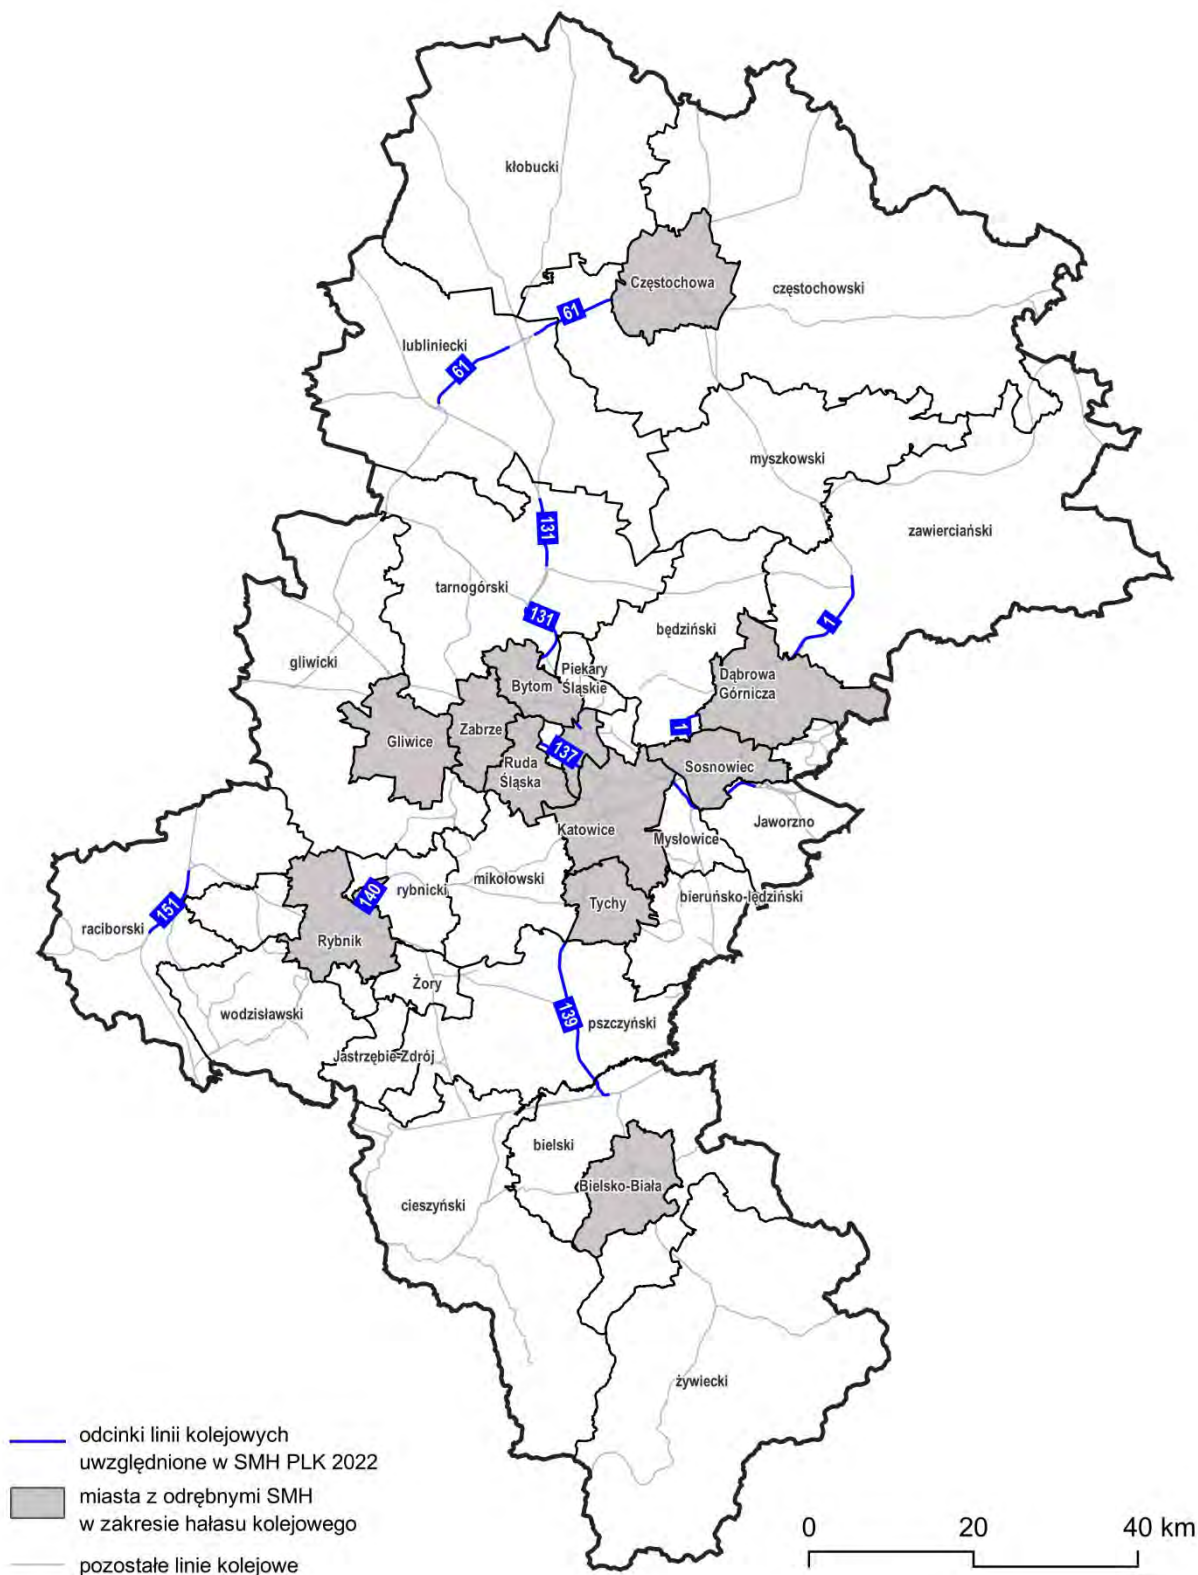 kłobucki
Częstochowa
częstochowski
61
lubliniecki
61
myszkowski
131
zawierciański
tarnogórski
131
będziński
1
gliwicki
Piekary
Śląskie
Bytom
Dąbrowa
Górnicza
Gliwice
Zabrze
1
137
Ruda
Śląska
Sosnowiec
Katowice
Mysłowice
Jaworzno
mikołowski
rybnicki
140
Tychy
bieruńsko-lędziński
151
raciborski
Rybnik
Żory
wodzisławski
139
pszczyński
Jastrzębie-Zdrój
bielski
Bielsko-Biała
cieszyński
żywiecki
odcinki linii kolejowych
uwzględnione w SMH PLK 2022
miasta z odrębnymi SMH
w zakresie hałasu kolejowego
pozostałe linie kolejowe
0 20 40 km